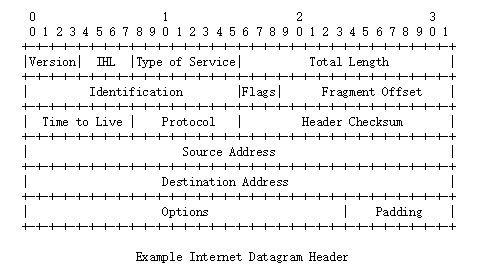 0                   1                   2                   3
0 1 2 3 4 5 6 7 8 9 0 1 2 3 4 5 6 7 8 9 0 1 2 3 4 5 6 7 8 9 0 1
+-+-+-+-+-+-+-+-+-+-+-+-+-+-+-+-+-+-+-+-+-+-+-+-+-+-+-+-+-+-+-+-+
|Version|  IHL  |Type of Service|          Total Length         |
+-+-+-+-+-+-+-+-+-+-+-+-+-+-+-+-+-+-+-+-+-+-+-+-+-+-+-+-+-+-+-+-+
|         Identification        |Flags|      Fragment Offset    |
+-+-+-+-+-+-+-+-+-+-+-+-+-+-+-+-+-+-+-+-+-+-+-+-+-+-+-+-+-+-+-+-+
|  Time to Live |    Protocol   |         Header Checksum       |
+-+-+-+-+-+-+-+-+-+-+-+-+-+-+-+-+-+-+-+-+-+-+-+-+-+-+-+-+-+-+-+-+
|                       Source Address                          |
+-+-+-+-+-+-+-+-+-+-+-+-+-+-+-+-+-+-+-+-+-+-+-+-+-+-+-+-+-+-+-+-+
|                    Destination Address                        |
+-+-+-+-+-+-+-+-+-+-+-+-+-+-+-+-+-+-+-+-+-+-+-+-+-+-+-+-+-+-+-+-+
|                    Options                    |    Padding    |
+-+-+-+-+-+-+-+-+-+-+-+-+-+-+-+-+-+-+-+-+-+-+-+-+-+-+-+-+-+-+-+-+
Example Internet Datagram Header